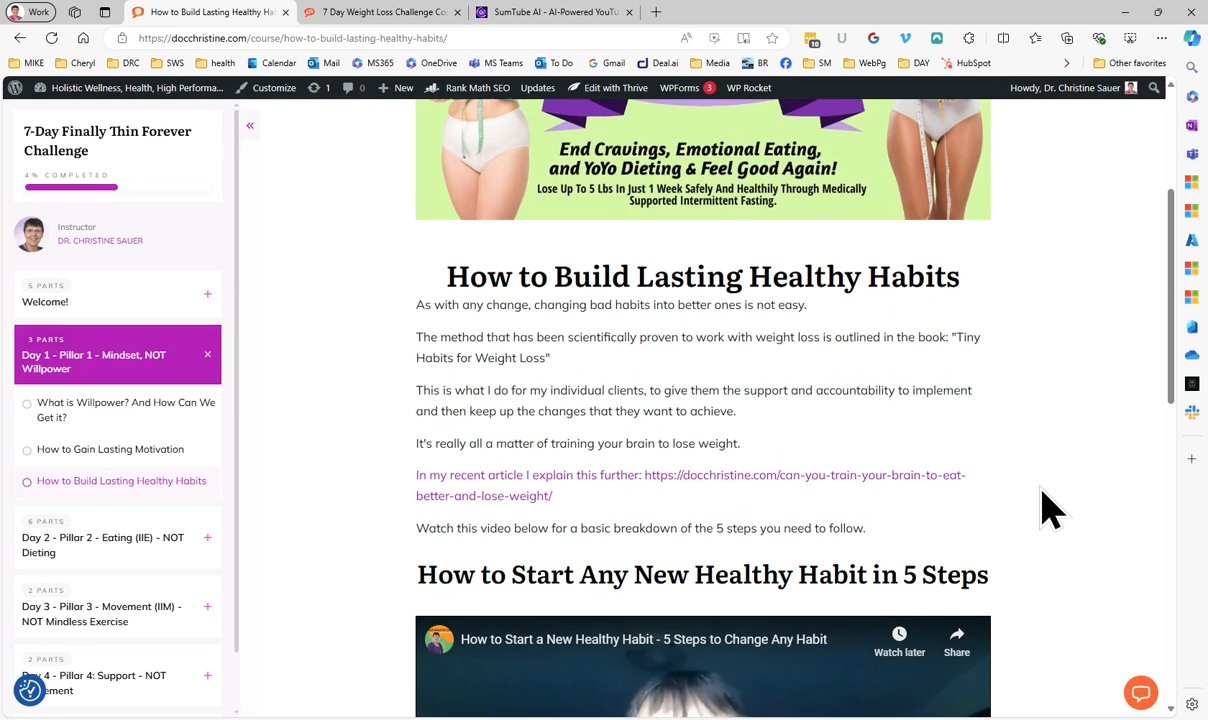 Work
How to Build Lasting Healthy Ha
7 Day Weight Loss Challenge Co
SumTube AI - AI-Powered YouTu
https://docchristine.com/course/how-to-build-lasting-healthy-habits/
10
MIKE
Cheryl
DRC
SWS
health
Calendar
Mail
MS365
OneDrive
MS Teams
To Do
Gmail
Deal.ai
Media
BR
SM
WebPg
DAY
HubSpot
Other favorites
Holistic Wellness, Health, High Performa...
Customize
1
New
Rank Math SEO
Updates
Edit with Thrive
WPForms 3
WP Rocket
Howdy, Dr. Christine Sauer
7-Day Finally Thin Forever
Challenge
4% COMPLETED
Instructor
DR. CHRISTINE SAUER
5 PARTS
Welcome!
3 PARTS
Day 1 - Pillar 1 - Mindset, NOT
Willpower
What is Willpower? And How Can We
Get it?
How to Gain Lasting Motivation
How to Build Lasting Healthy Habits
6 PARTS
Day 2 - Pillar 2 - Eating (IIE) - NOT
Dieting
2 PARTS
Day 3 - Pillar 3 - Movement (IIM) -
NOT Mindless Exercise
2 PARTS
Day 4 - Pillar 4: Support - NOT
ement
End Cravings, Emotional Eating,
and YoYo Dieting & Feel Good Again!
Lose Up To 5 Lbs In Just 1 Week Safely And Healthily Through Medically
Supported Intermittent Fasting.
How to Build Lasting Healthy Habits
As with any change, changing bad habits into better ones is not easy.
The method that has been scientifically proven to work with weight loss is outlined in the book: "Tiny
Habits for Weight Loss"
This is what I do for my individual clients, to give them the support and accountability to implement
and then keep up the changes that they want to achieve.
It's really all a matter of training your brain to lose weight.
In my recent article I explain this further: https://docchristine.com/can-you-train-your-brain-to-eat-
better-and-lose-weight/
Watch this video below for a basic breakdown of the 5 steps you need to follow.
How to Start Any New Healthy Habit in 5 Steps
How to Start a New Healthy Habit - 5 Steps to Change Any Habit
Watch later
Share